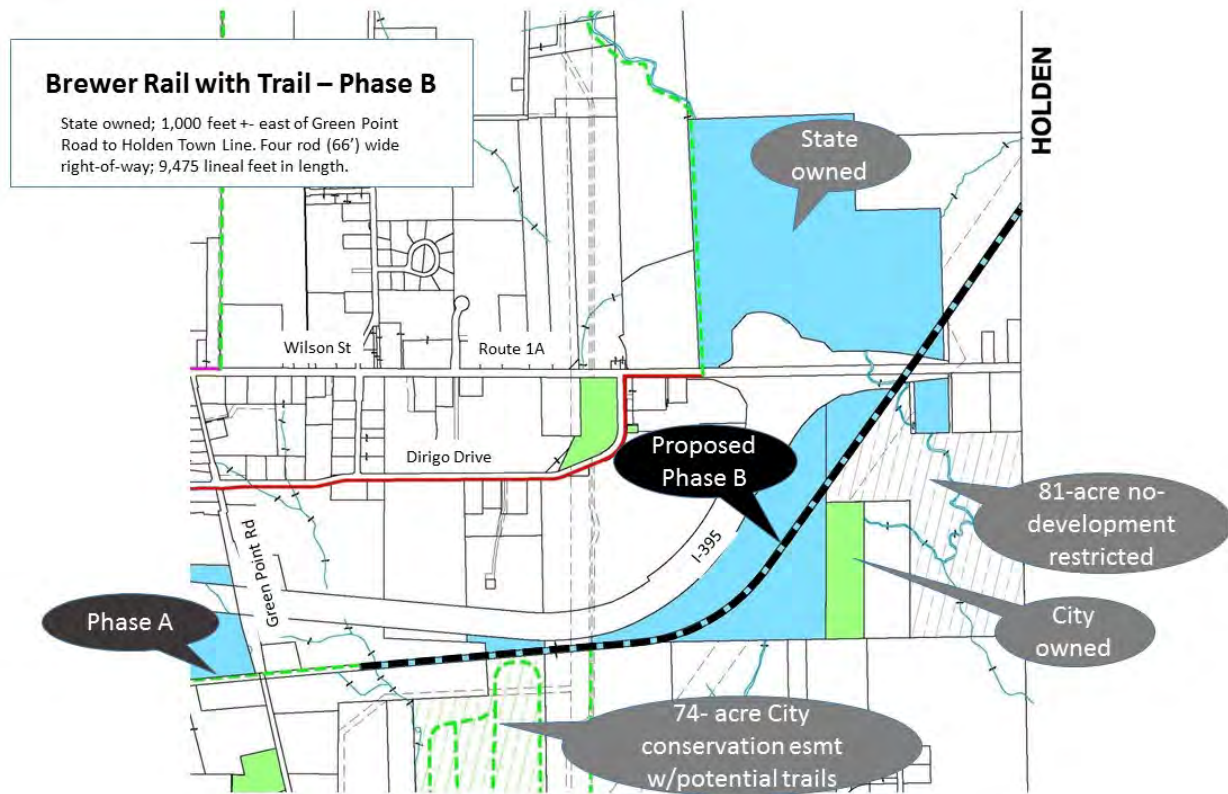 Brewer Rail with Trail – Phase B
State owned; 1,000 feet +- east of Green Point
Road to Holden Town Line. Four rod (66’) wide
right-of-way; 9,475 lineal feet in length.
HOLDEN
State
owned
Wilson St
Route 1A
Proposed
Phase B
Dirigo Drive
81-acre no-
development
restricted
I-395
Green Point Rd
Phase A
City
owned
74- acre City
conservation esmt
w/potential trails